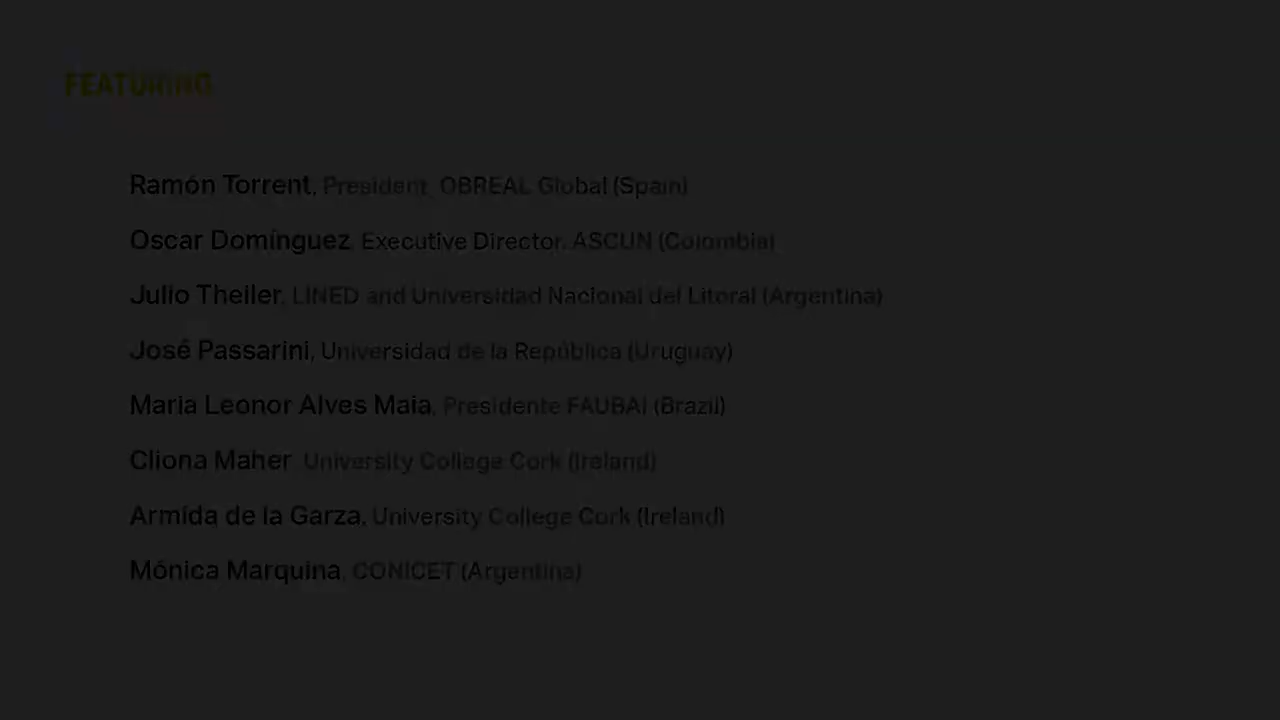 FEATURING
Ramón Torrent, President, OBREAL Global (Spain)
Oscar Domínguez, Executive Director, ASCUN (Colombia)
Julio Theiler, LINED and Universidad Nacional del Litoral (Argentina)
José Passarini, Universidad de la República (Uruguay)
Maria Leonor Alves Maia, Presidente FAUBAI (Brazil)
Cliona Maher, University College Cork (Ireland)
Armida de la Garza, University College Cork (Ireland)
Mónica Marquina, CONICET (Argentina)